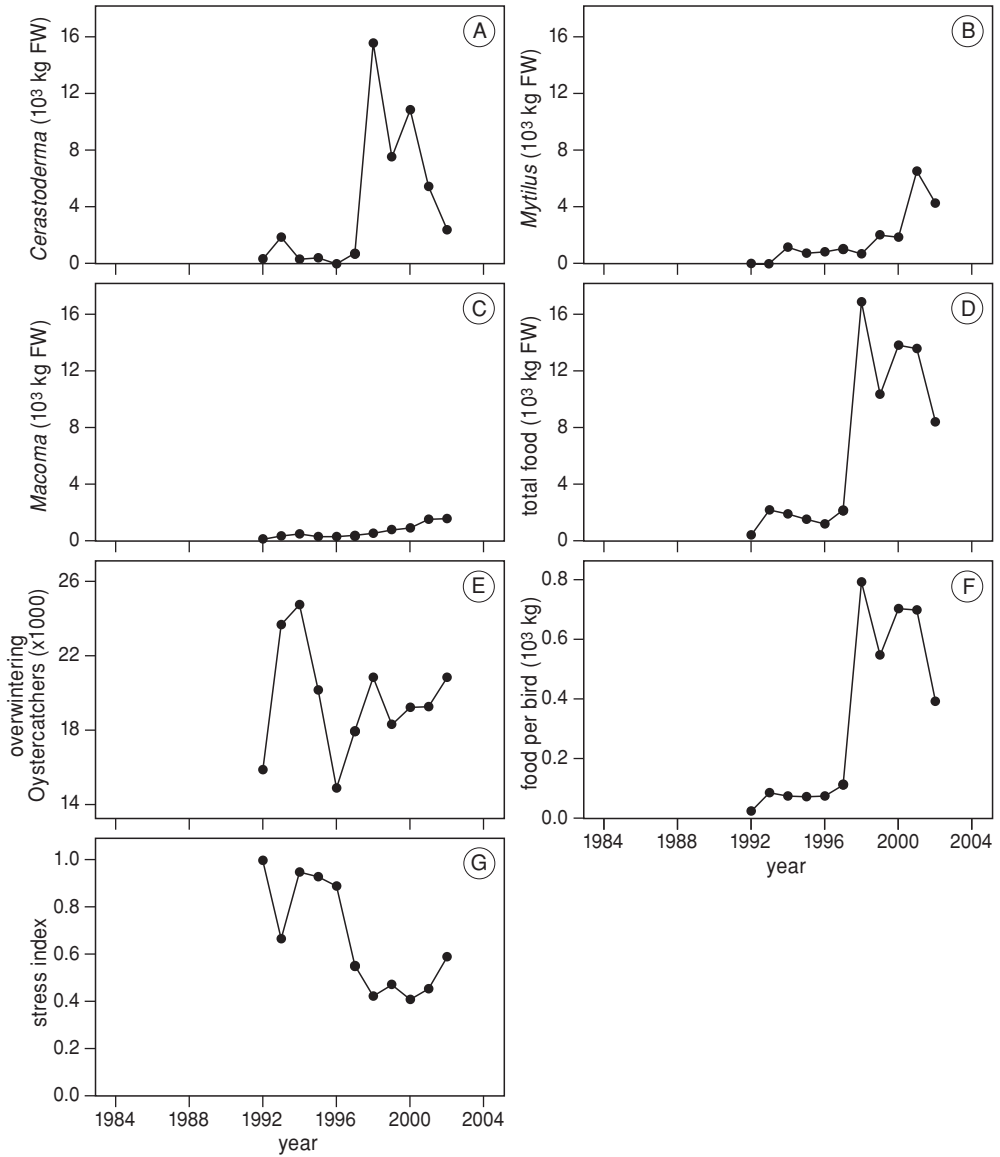 A
Cerastoderma (10³ kg FW)
16
12
8
4
0
B
Mytilus (10³ kg FW)
16
12
8
4
0
C
Macoma (10³ kg FW)
16
12
8
4
0
D
total food (10³ kg FW)
16
12
8
4
0
E
overwintering
Oystercatchers (x1000)
26
22
18
14
F
food per bird (10³ kg)
0.8
0.6
0.4
0.2
0.0
1984 1988 1992 1996 2000 2004
year
G
stress index
1.0
0.8
0.6
0.4
0.2
0.0
1984 1988 1992 1996 2000 2004
year